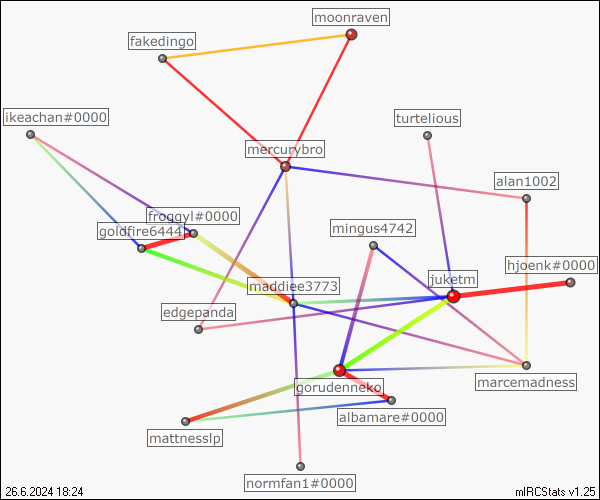 moonraven
fakedingo
ikeachan#0000
turtelious
mercurybro
alan1002
froggyl#0000
goldfire6444
mingus4742
hjoenk#0000
juketm
maddiee3773
edgepanda
marcemadness
gorudenneko
albamare#0000
mattnesslp
normfan1#0000
26.6.2024 18:24
mIRCStats v1.25